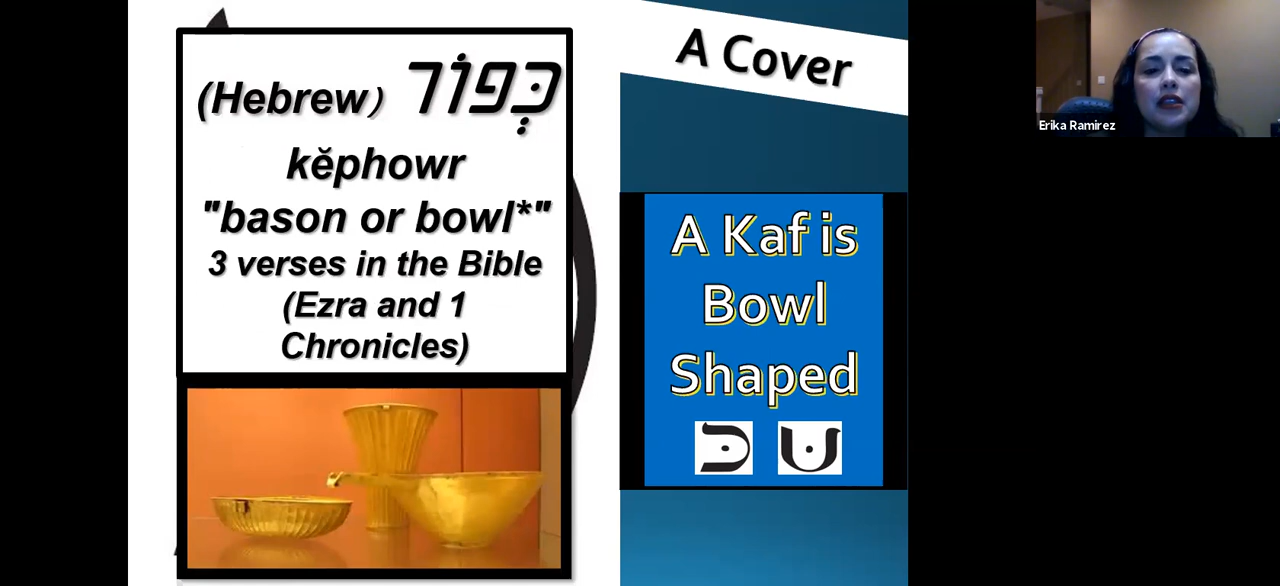 (Hebrew) כְּפוֹר
kĕphowr
"bason or bowl*"
3 verses in the Bible
(Ezra and 1
Chronicles)
A Cover
A Kaf is
Bowl
Shaped
כּ כּ
Erika Ramirez